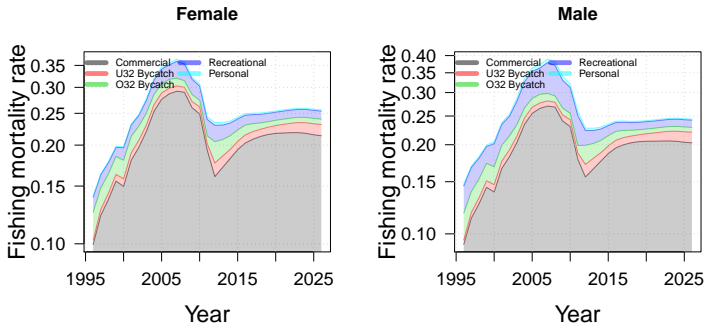 Female
Male
Fishing mortality rate
0.35
0.30
0.25
0.20
0.15
0.10
Commercial
U32 Bycatch
O32 Bycatch
Recreational
Personal
1995
2005
2015
2025
Year
Fishing mortality rate
0.40
0.35
0.30
0.25
0.20
0.15
0.10
Commercial
U32 Bycatch
O32 Bycatch
Recreational
Personal
1995
2005
2015
2025
Year